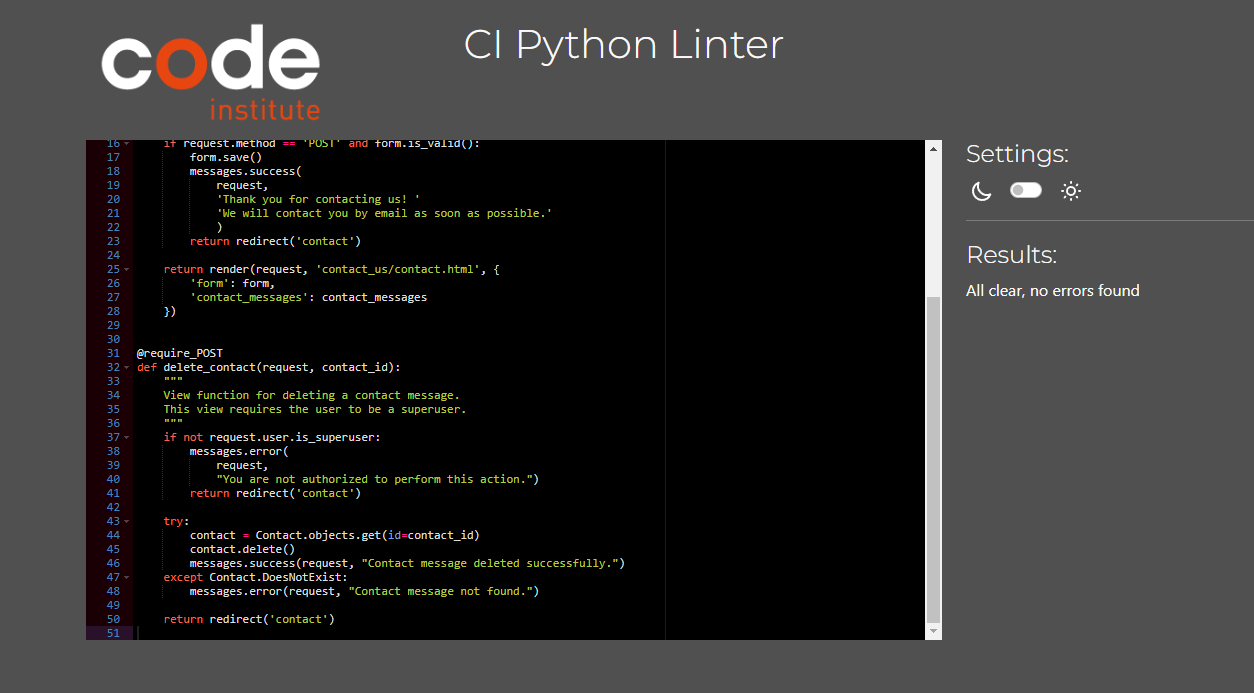 code
institute
CI Python Linter
16 if request.method == 'POST' and form.is_valid():
17 form.save()
18 messages.success(
19 request,
20 'Thank you for contacting us! '
21 'We will contact you by email as soon as possible.'
22 )
23 return redirect('contact')
24
25 return render(request, 'contact_us/contact.html', {
26 'form': form,
27 'contact_messages': contact_messages
28 })
29
30
31 @require_POST
32 def delete_contact(request, contact_id):
33 """
34 View function for deleting a contact message.
35 This view requires the user to be a superuser.
36 """
37 if not request.user.is_superuser:
38 messages.error(
39 request,
40 "You are not authorized to perform this action.")
41 return redirect('contact')
42
43 try:
44 contact = Contact.objects.get(id=contact_id)
45 contact.delete()
46 messages.success(request, "Contact message deleted successfully.")
47 except Contact.DoesNotExist:
48 messages.error(request, "Contact message not found.")
49
50 return redirect('contact')
51
Settings:
Results:
All clear, no errors found